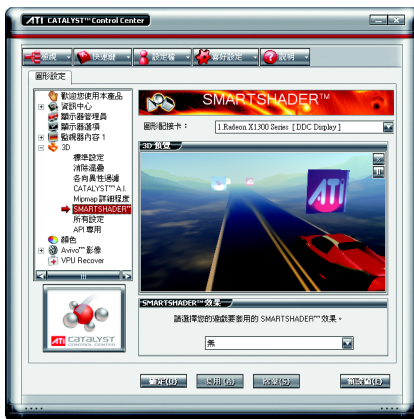 ATI CATALYST™ Control Center
檢視
快速鍵
設定檔
喜好設定
說明
圖形設定
歡迎您使用本產品
資訊中心
顯示器管理員
顯示器選項
監視器內容 1
3D
標準設定
消除混疊
各向異性過濾
CATALYST™ A.I.
Mipmap 詳細程度
SMARTSHADER™
所有設定
API 專用
顏色
Avivo™ 影像
VPU Recover
ATI CATALYST
CONTROL CENTER
SMARTSHADER™
圖形配接卡：
1.Radeon X1300 Series [ DDC Display ]
3D 預覽
ATI
SMARTSHADER™ 效果
請選擇您的遊戲要套用的 SMARTSHADER™ 效果。
無
確定(O)
套用(A)
預設值(E)